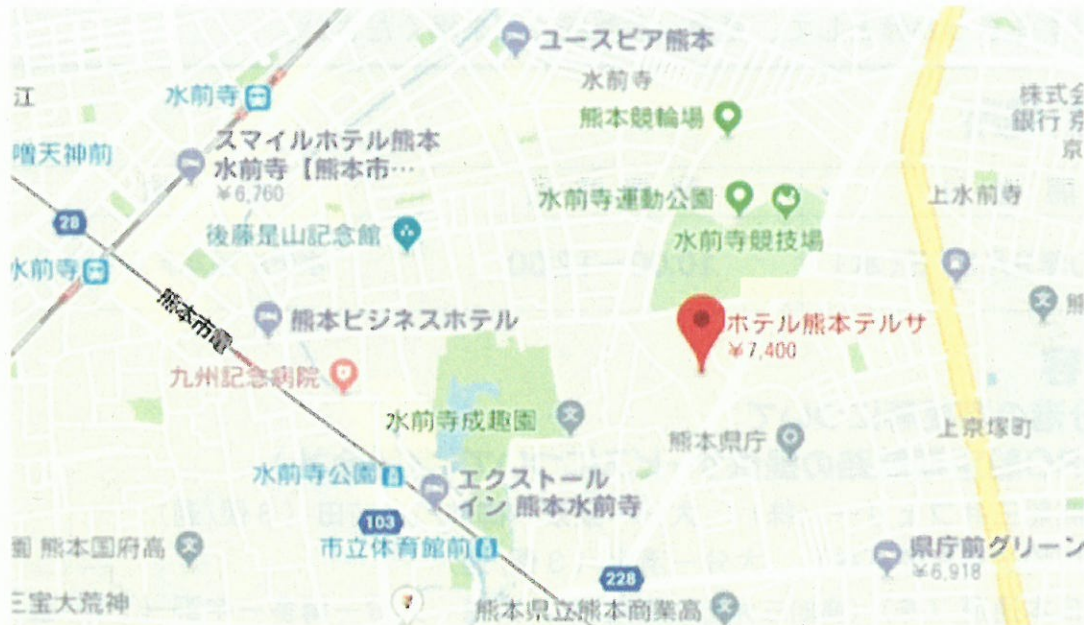 ユースピア熊本
水前寺
江
水前寺
熊本競輪場
株式会
銀行 京
京
スマイルホテル熊本
水前寺【熊本市…
¥6,760
曽天神前
28
水前寺運動公園
上水前寺
後藤是山記念館
水前寺競技場
水前寺
熊本市電
熊本ビジネスホテル
ホテル熊本テルサ
¥7,400
熊
九州記念病院
水前寺成趣園
熊本県庁
上京塚町
水前寺公園
エクストール
イン 熊本水前寺
103
市立体育館前
園 熊本国府高
県庁前グリーン
¥6,918
228
三宝大荒神
熊本県立熊本商業高